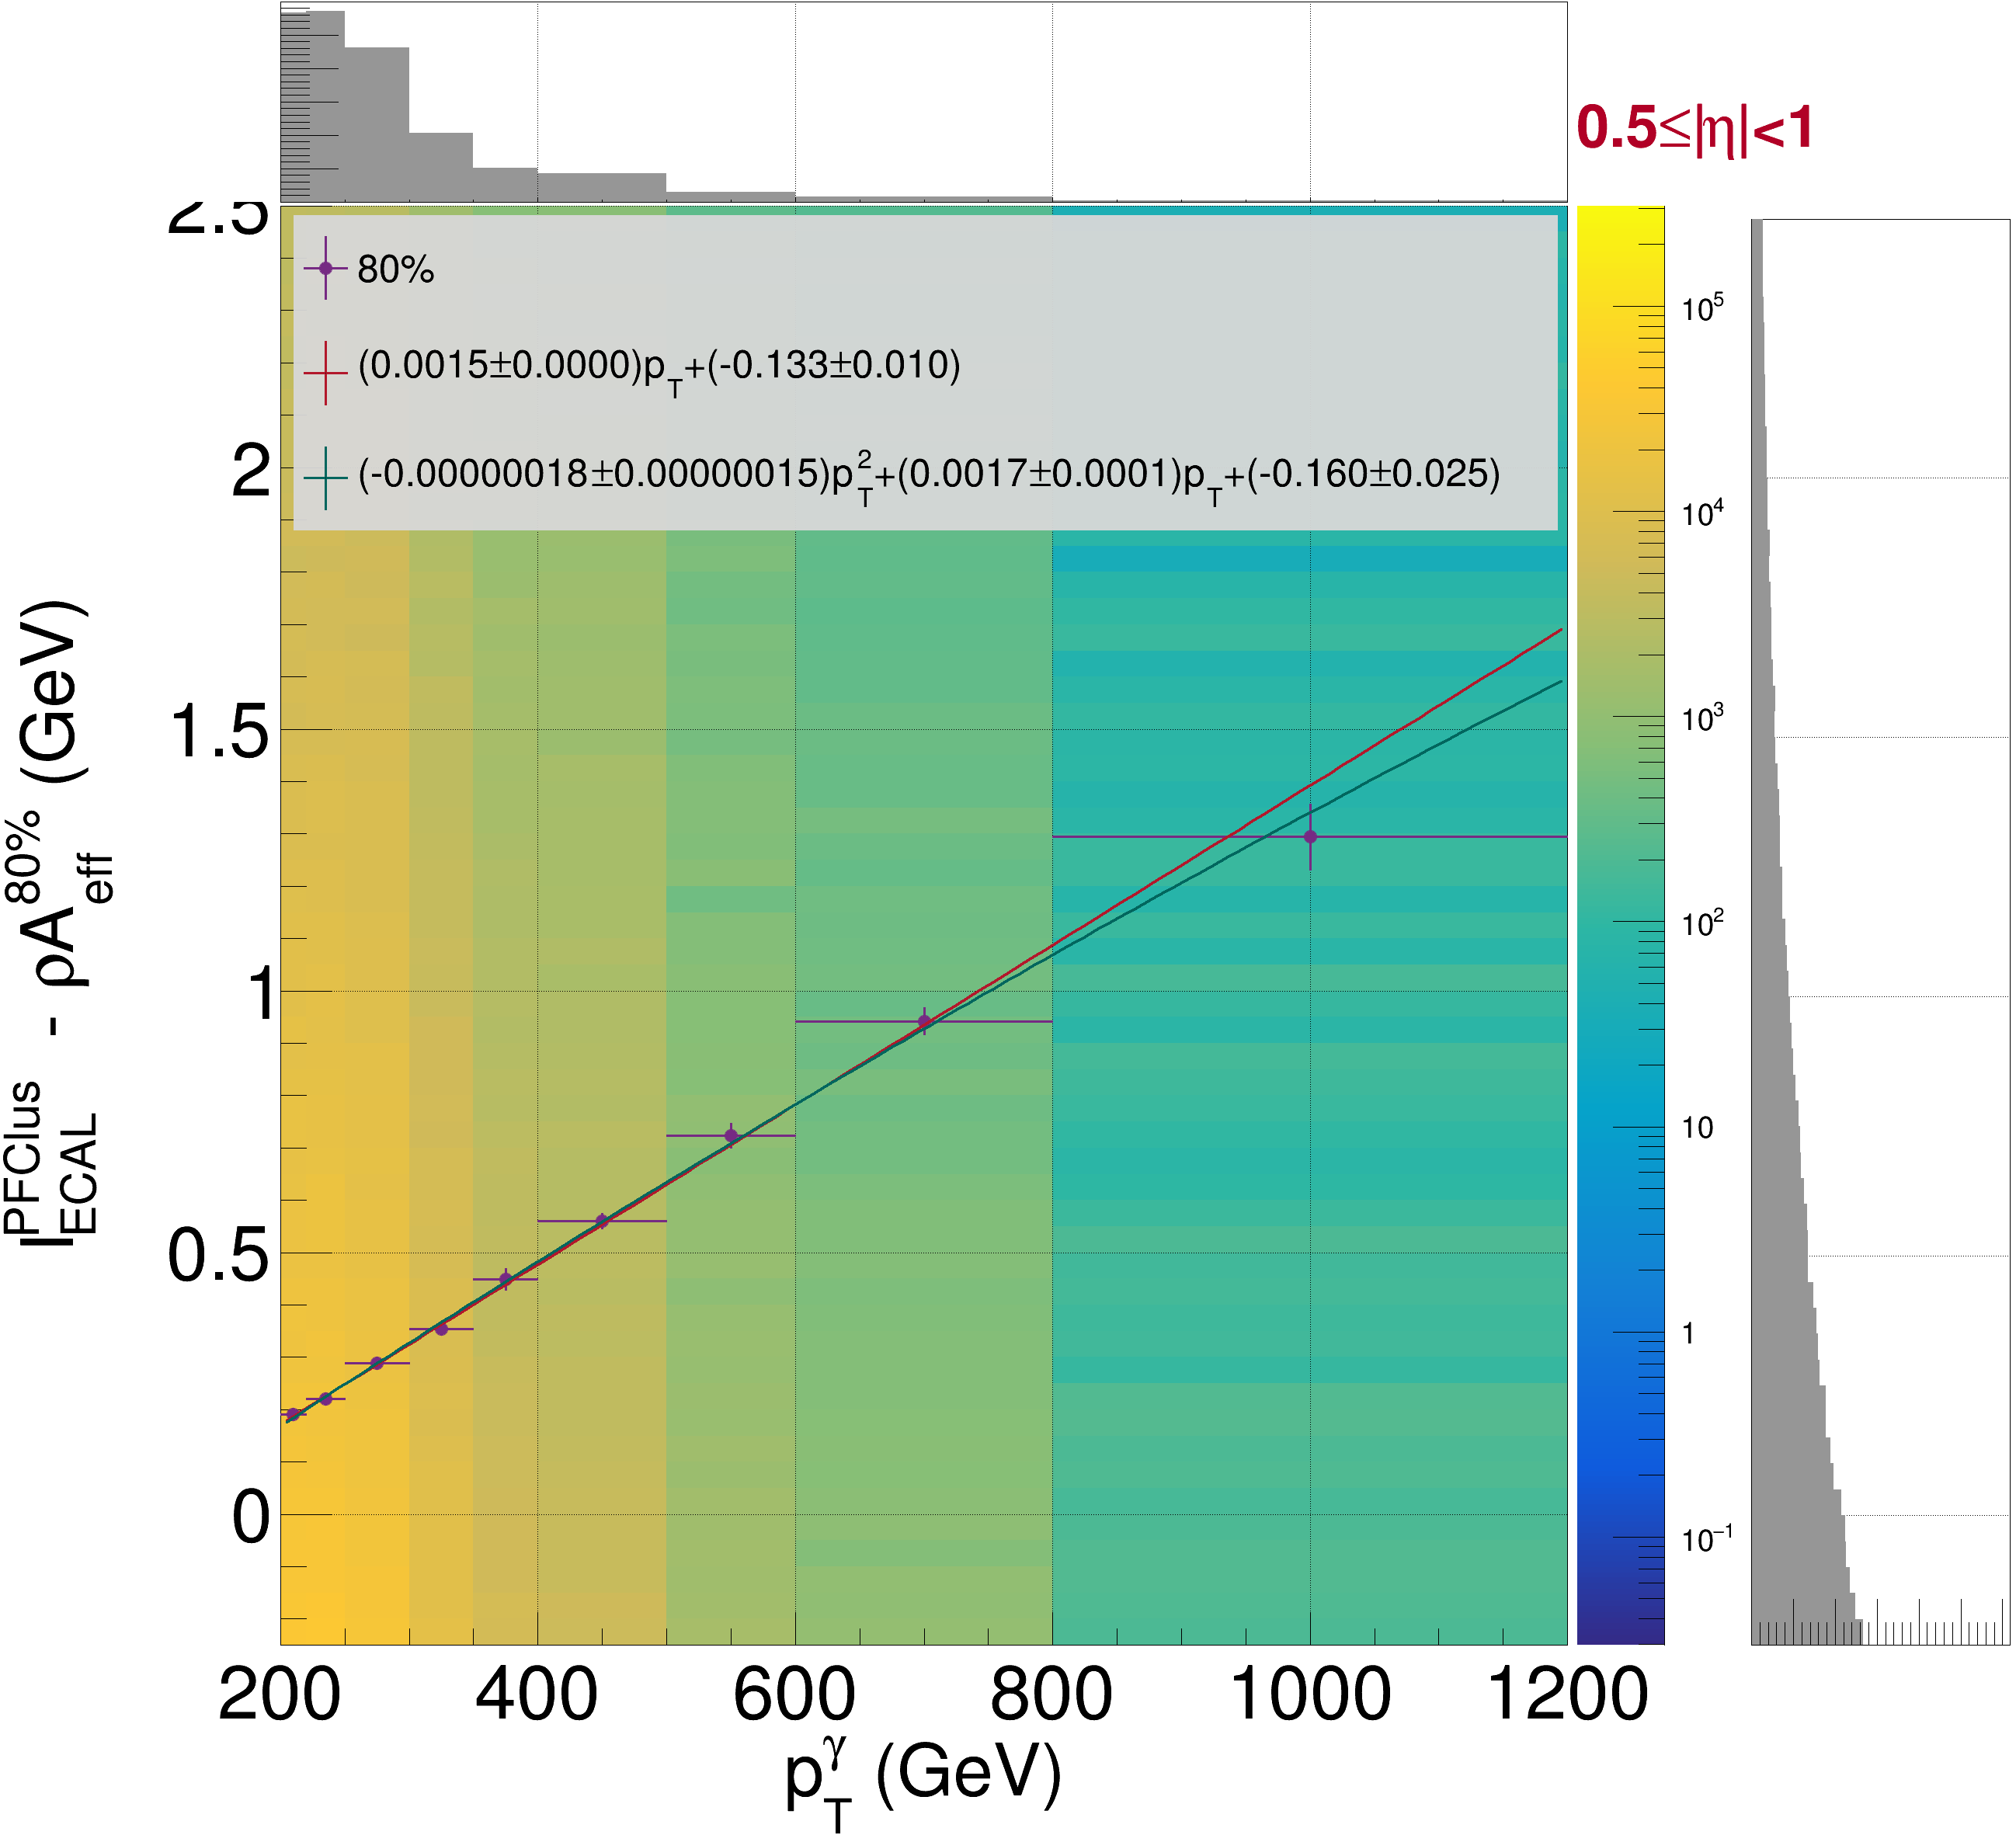 0.5≤|η|<1
80%
(0.0015±0.0000)p_T+(-0.133±0.010)
(-0.00000018±0.00000015)p_T^2+(0.0017±0.0001)p_T+(-0.160±0.025)
2.5
2
1.5
1
0.5
0
I_ECAL^PFClus - ρA_eff^80% (GeV)
200 400 600 800 1000 1200
p_T^γ (GeV)
10^5
10^4
10^3
10^2
10
1
10^−1